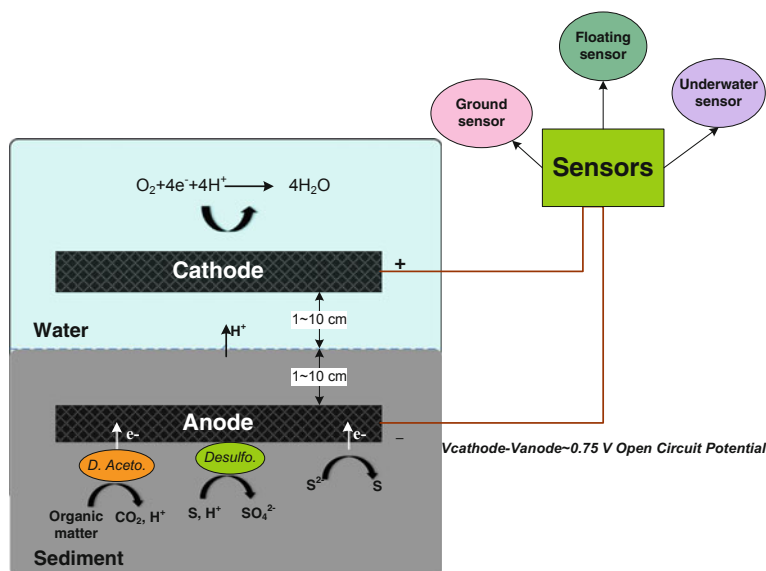 Floating
sensor
Underwater
sensor
Ground
sensor
Sensors
O₂+4e⁻+4H⁺ → 4H₂O
Cathode
+
1~10 cm
Water
H⁺
1~10 cm
Anode
e-
e-
–
Vcathode-Vanode~0.75 V Open Circuit Potential
D. Aceto.
Desulfo.
S²⁻
S
Organic
matter
CO₂, H⁺
S, H⁺
SO₄²⁻
Sediment